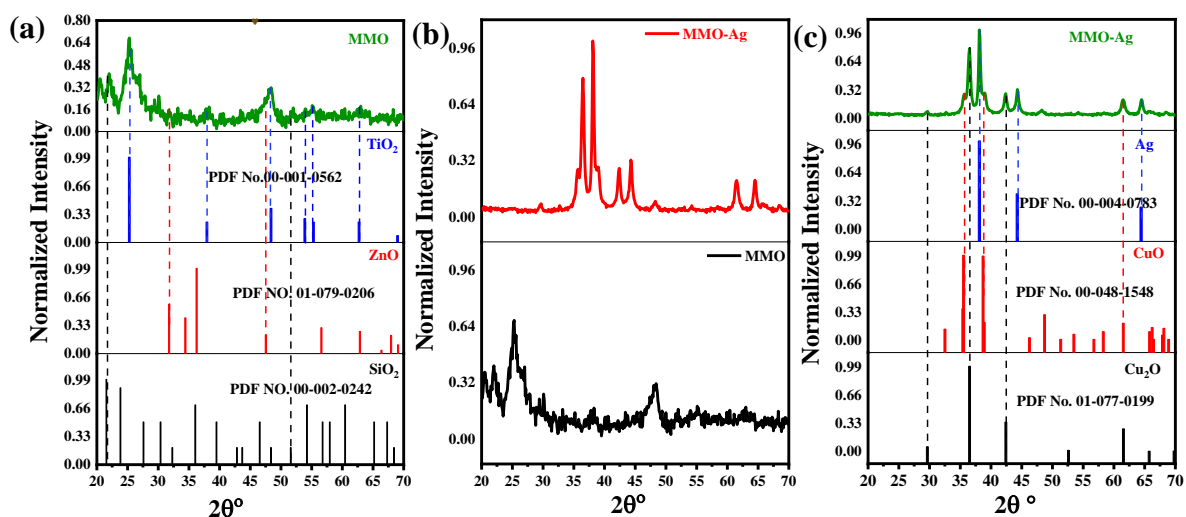 (a)
MMO
TiO2
PDF No.00-001-0562
ZnO
PDF NO. 01-079-0206
SiO2
PDF NO. 00-002-0242
Normalized Intensity
0.80
0.64
0.48
0.32
0.16
0.00
0.99
0.66
0.33
0.00
0.99
0.66
0.33
0.00
0.99
0.66
0.33
0.00
20 25 30 35 40 45 50 55 60 65 70
2θº
(b)
MMO-Ag
MMO
Normalized Intensity
0.96
0.64
0.32
0.00
0.96
0.64
0.32
0.00
20 25 30 35 40 45 50 55 60 65 70
2θº
(c)
MMO-Ag
Ag
PDF No. 00-004-0783
CuO
PDF No. 00-048-1548
Cu2O
PDF No. 01-077-0199
Normalized Intensity
0.96
0.66
0.33
0.00
0.99
0.66
0.33
0.00
0.99
0.66
0.33
0.00
0.99
0.66
0.33
0.00
20 25 30 35 40 45 50 55 60 65 70
2θ °